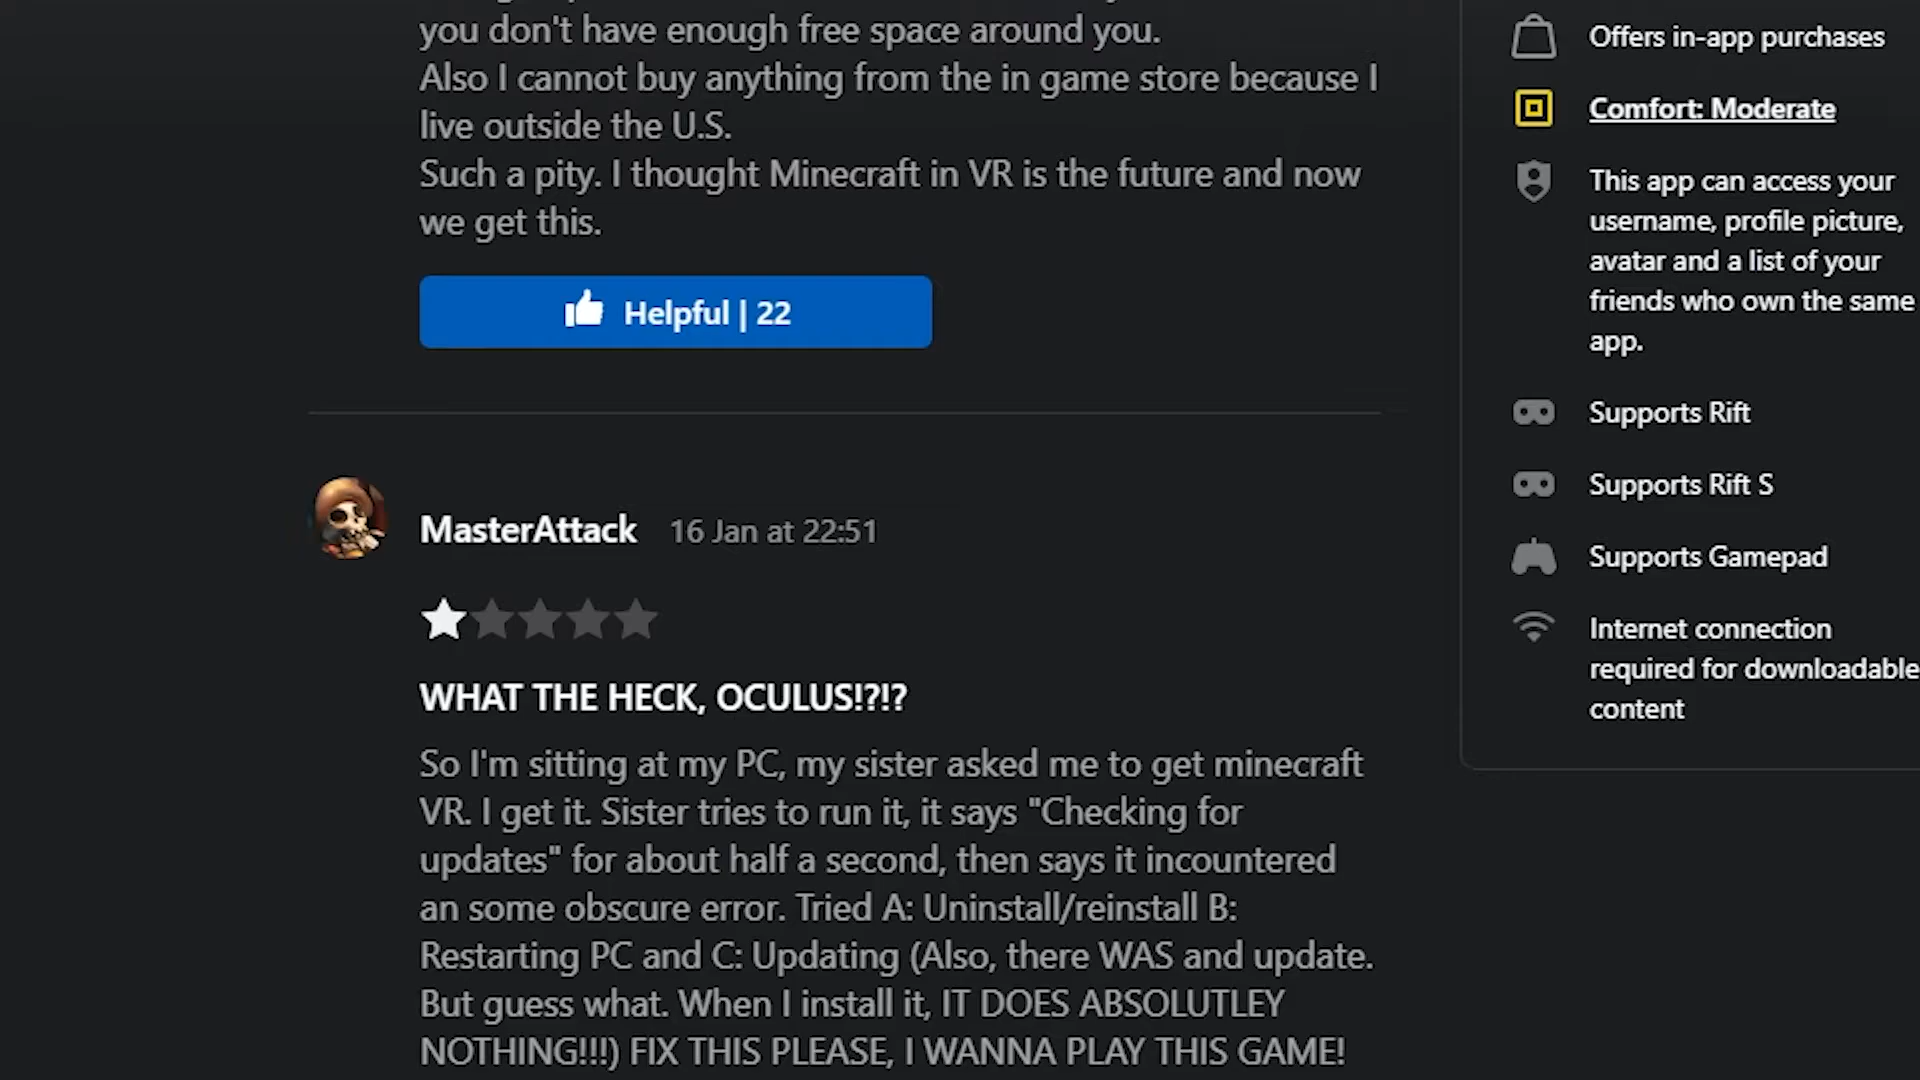 you don't have enough free space around you.
Also I cannot buy anything from the in game store because I
live outside the U.S.
Such a pity. I thought Minecraft in VR is the future and now
we get this.
Helpful | 22
MasterAttack 16 Jan at 22:51
WHAT THE HECK, OCULUS!?!?
So I'm sitting at my PC, my sister asked me to get minecraft
VR. I get it. Sister tries to run it, it says "Checking for
updates" for about half a second, then says it incountered
an some obscure error. Tried A: Uninstall/reinstall B:
Restarting PC and C: Updating (Also, there WAS and update.
But guess what. When I install it, IT DOES ABSOLUTLEY
NOTHING!!!) FIX THIS PLEASE, I WANNA PLAY THIS GAME!
Offers in-app purchases
Comfort: Moderate
This app can access your
username, profile picture,
avatar and a list of your
friends who own the same
app.
Supports Rift
Supports Rift S
Supports Gamepad
Internet connection
required for downloadable
content